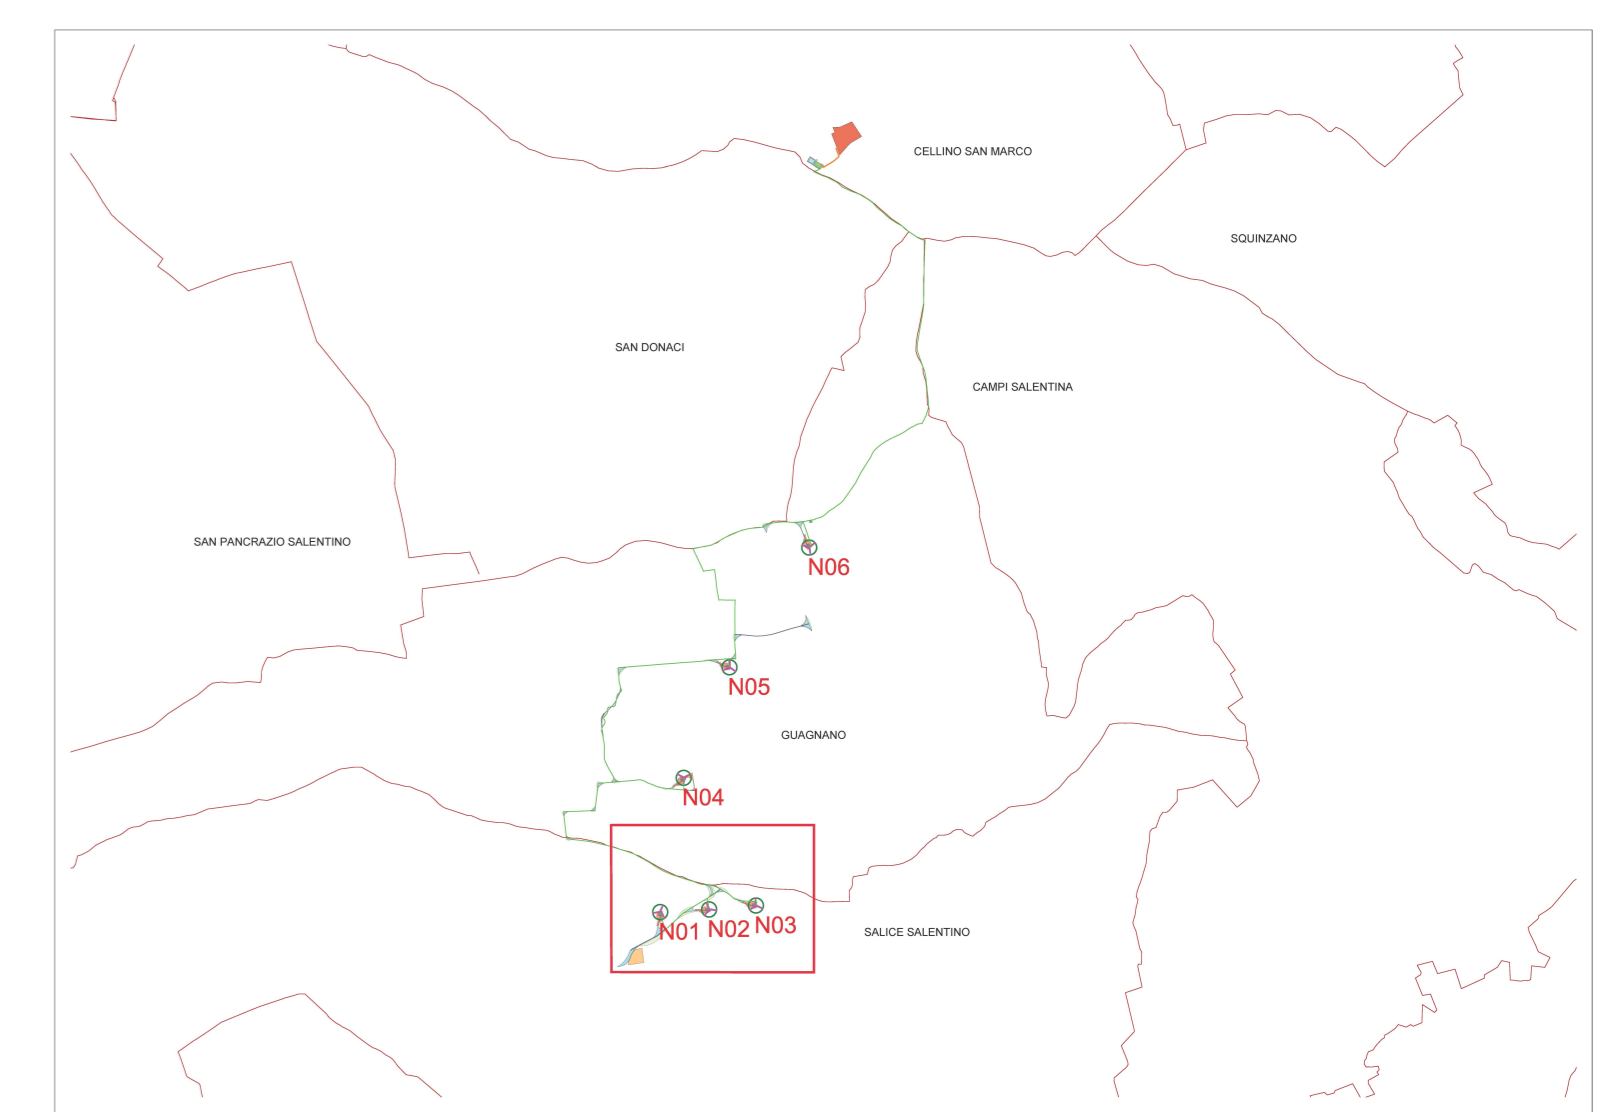 CELLINO SAN MARCO
SQUINZANO
SAN DONACI
CAMPI SALENTINA
SAN PANCRAZIO SALENTINO
N06
N05
GUAGNANO
N04
N01 N02 N03
SALICE SALENTINO